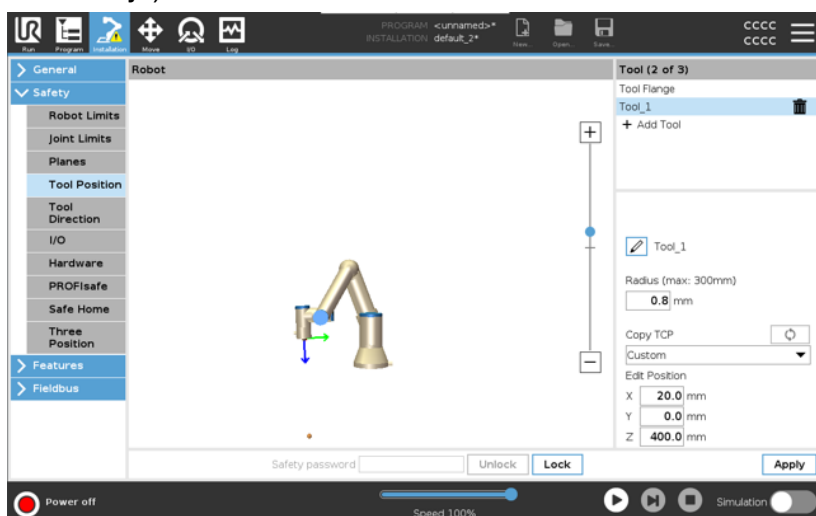 PROGRAM <unnamed>*
INSTALLATION default_2*
CCCC
CCCC
Run Program Installation Move I/O Log New... Open... Save...
General
Safety
Robot Limits
Joint Limits
Planes
Tool Position
Tool
Direction
I/O
Hardware
PROFIsafe
Safe Home
Three
Position
Features
Fieldbus
Robot
Safety password
Unlock
Lock
Tool (2 of 3)
Tool Flange
Tool_1
+ Add Tool
Tool_1
Radius (max: 300mm)
0.8 mm
Copy TCP
Custom
Edit Position
X 20.0 mm
Y 0.0 mm
Z 400.0 mm
Apply
Power off
Speed 100%
Simulation